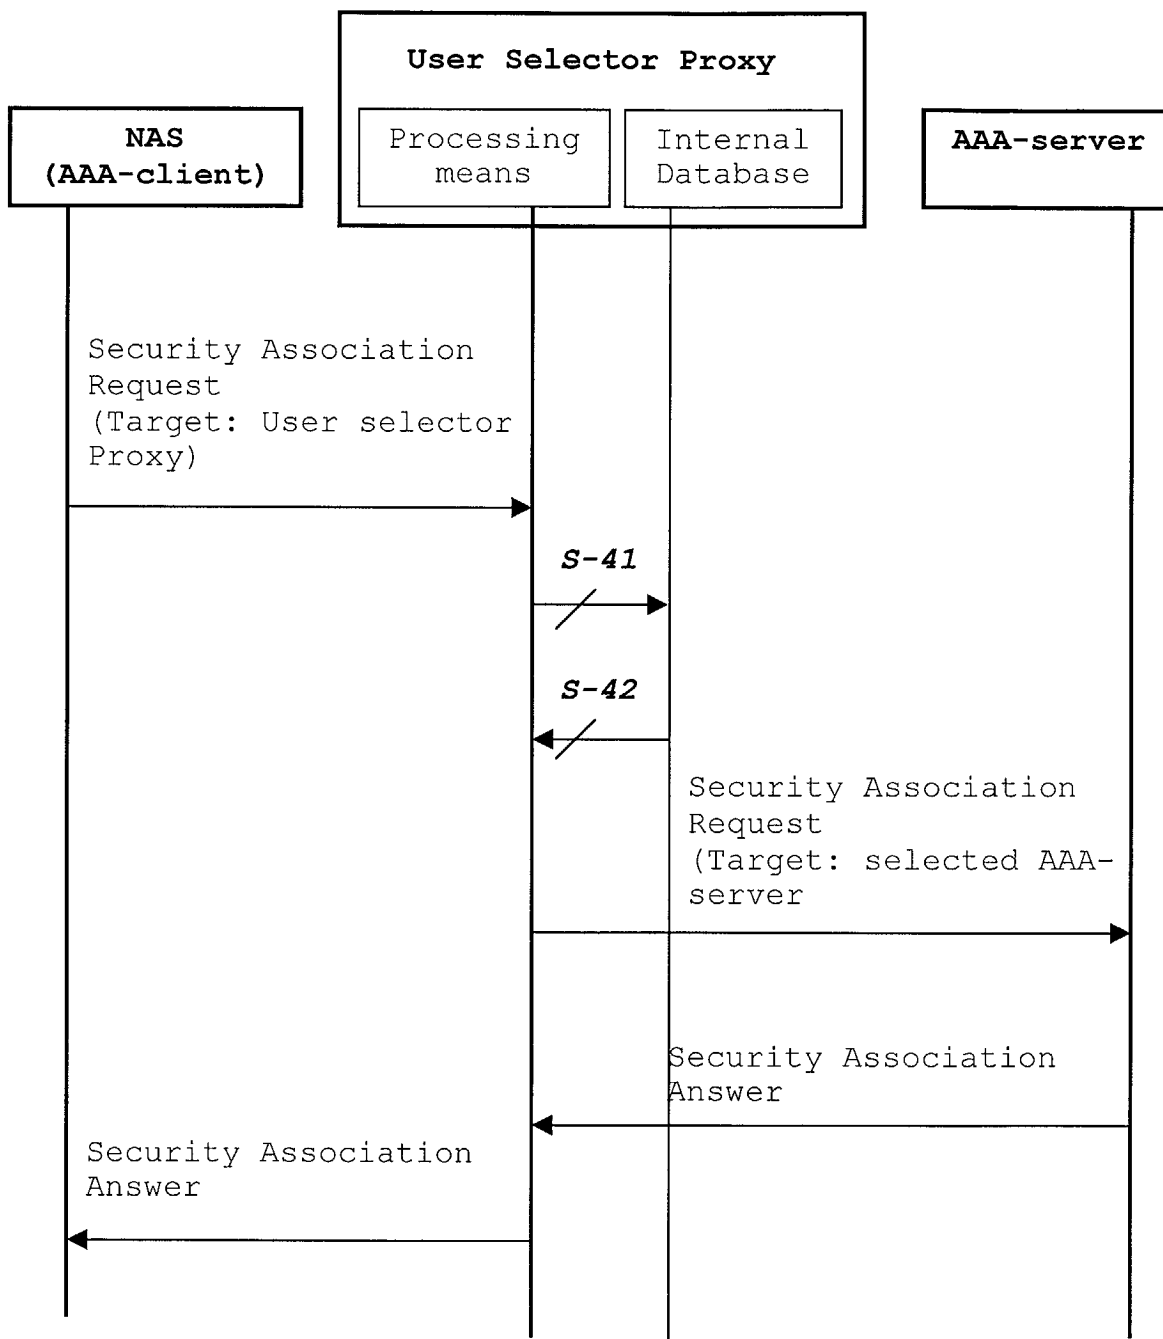 User Selector Proxy
NAS
(AAA-client)
Processing
means
Internal
Database
AAA-server
Security Association
Request
(Target: User selector
Proxy)
S-41
S-42
Security Association
Request
(Target: selected AAA-
server
Security Association
Answer
Security Association
Answer